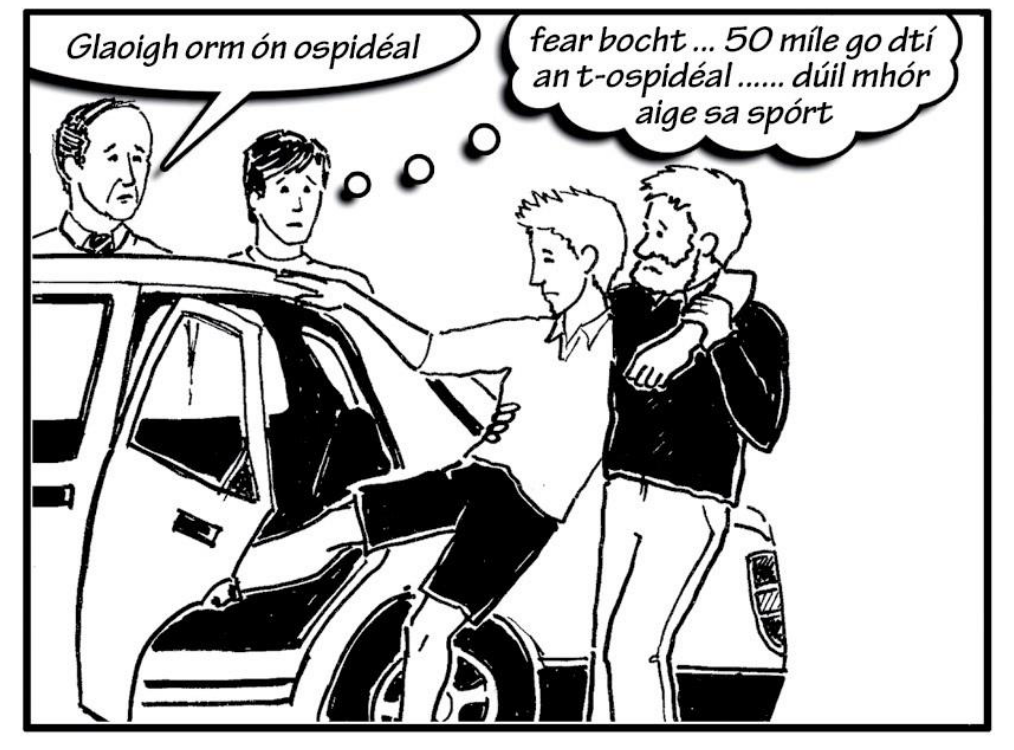 Glaoigh orm ón ospidéal
fear bocht ... 50 míle go dtí
an t-ospidéal ...... dúil mhór
aige sa spórt